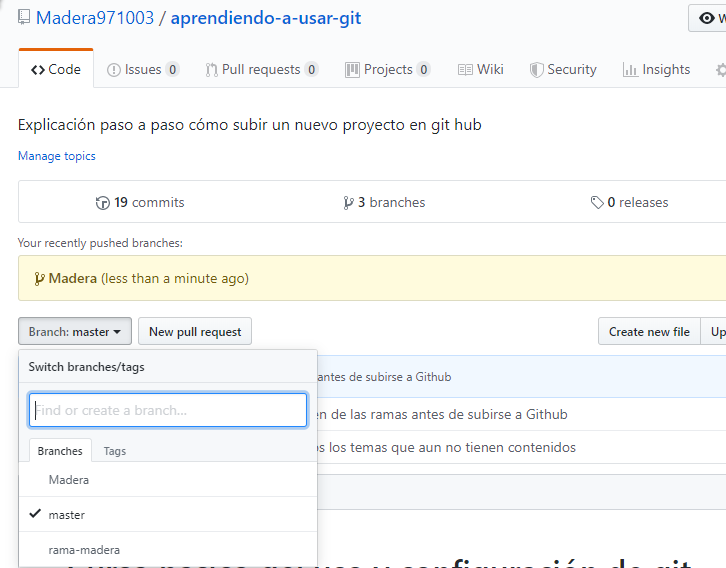 Madera971003 / aprendiendo-a-usar-git
Code Issues 0 Pull requests 0 Projects 0 Wiki Security Insights
Explicación paso a paso cómo subir un nuevo proyecto en git hub
Manage topics
19 commits 3 branches 0 releases
Your recently pushed branches:
Madera (less than a minute ago)
Branch: master New pull request Create new file
Switch branches/tags
antes de subirse a Github
Find or create a branch...
en de las ramas antes de subirse a Github
Branches Tags
os los temas que aun no tienen contenidos
Madera
master
rama-madera